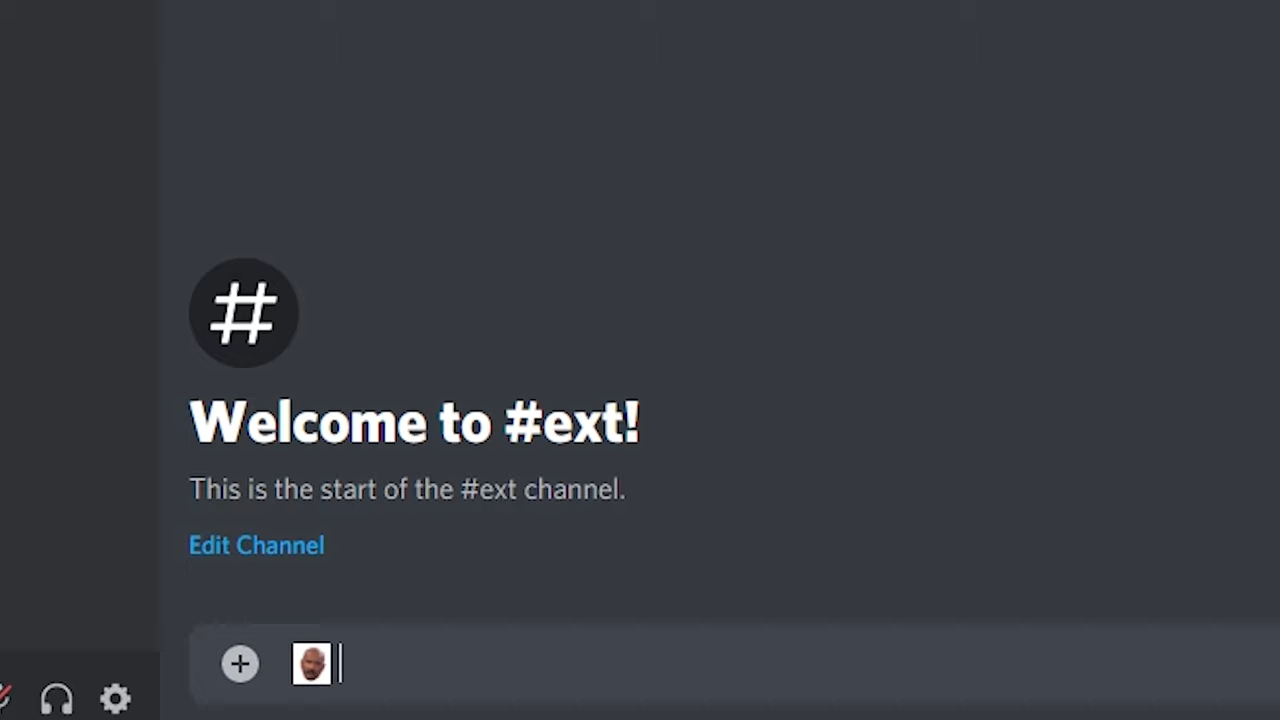 #
Welcome to #ext!
This is the start of the #ext channel.
Edit Channel